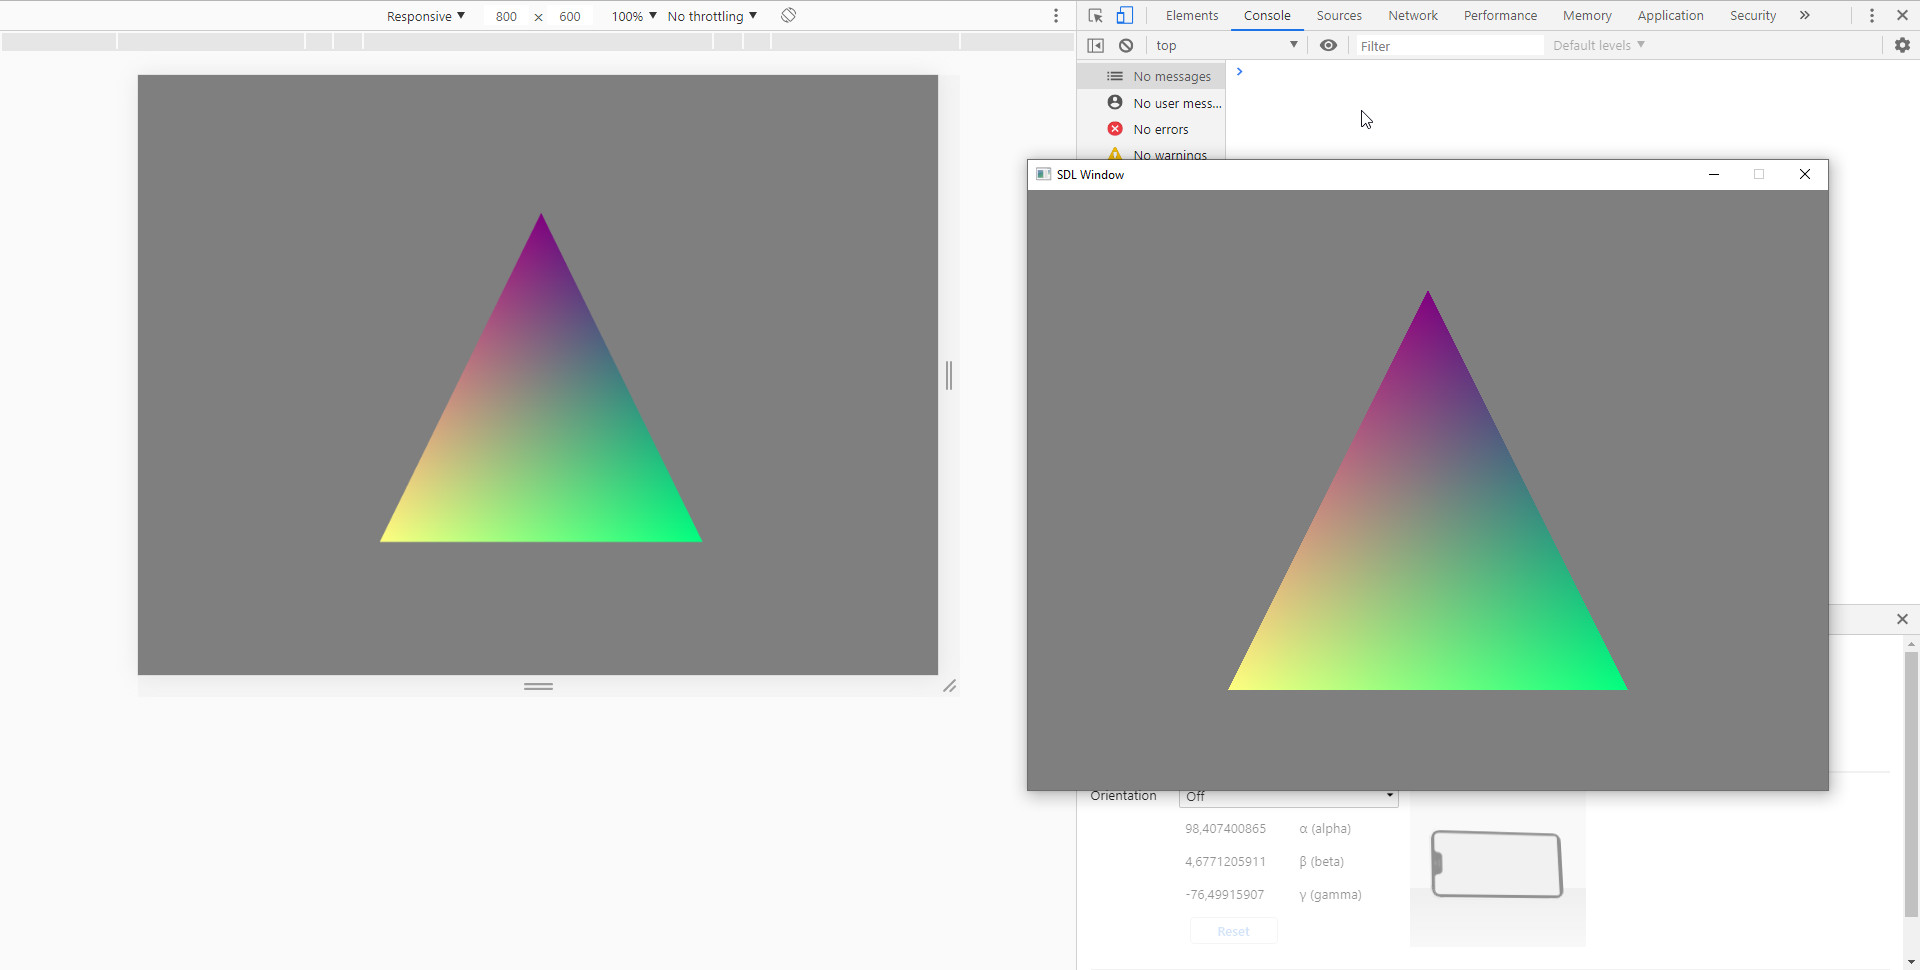 Responsive ▼ 800 × 600 100% ▼ No throttling ▼
Elements Console Sources Network Performance Memory Application Security »
top ▼ Filter Default levels ▼
No messages
No user mess...
No errors
No warnings
SDL Window
Orientation Off
98,407400865 α (alpha)
4,6771205911 β (beta)
-76,49915907 γ (gamma)
Reset